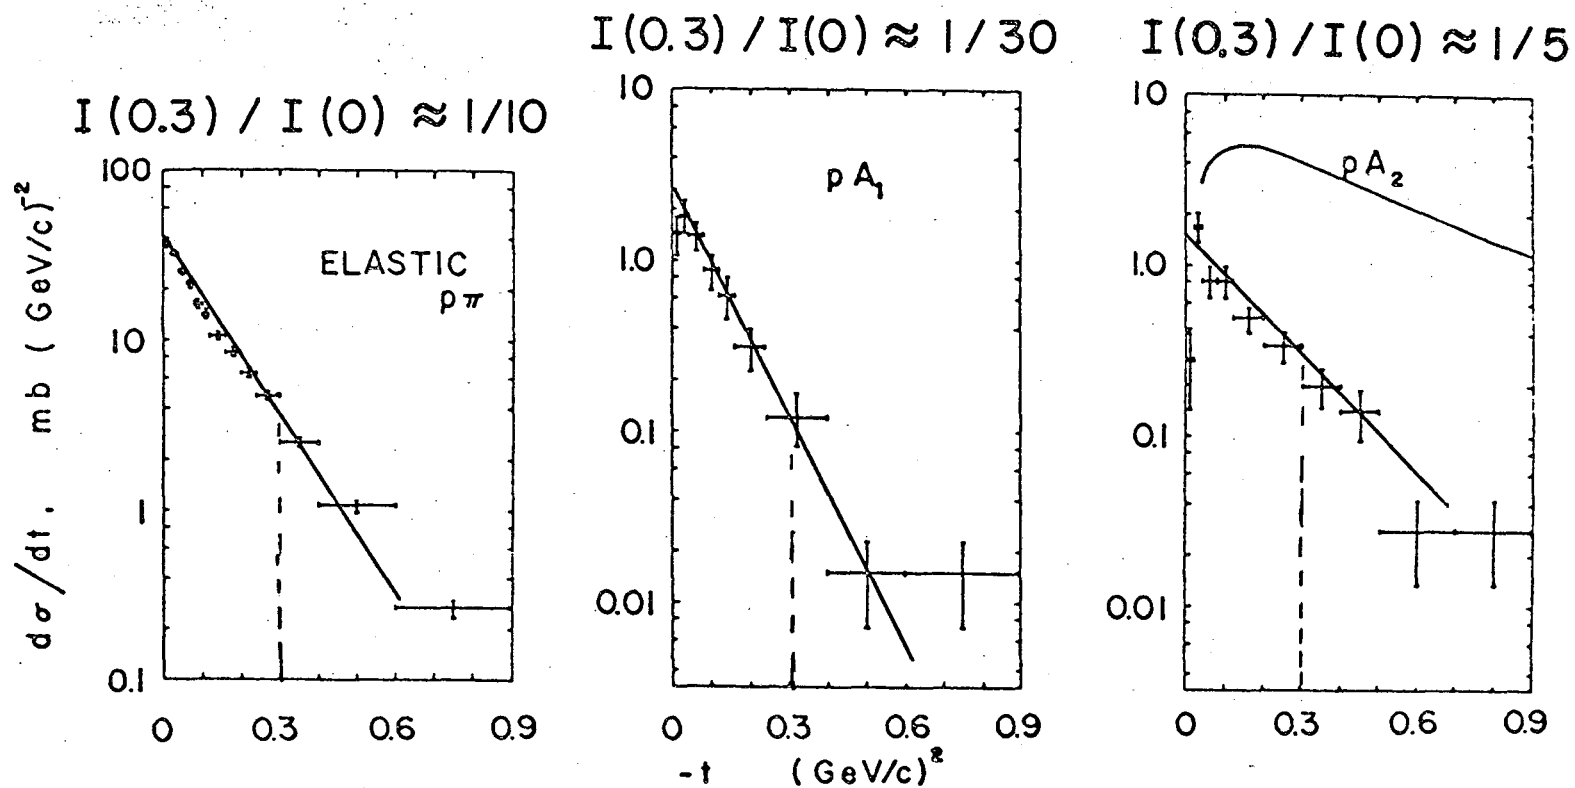 I(0.3)/I(0) ≈ 1/10
I(0.3)/I(0) ≈ 1/30
I(0.3)/I(0) ≈ 1/5
dσ/dt, mb (GeV/c)⁻²
100
10
1
0.1
ELASTIC
pπ
0 0.3 0.6 0.9
10
1.0
0.1
0.01
pA₁
0 0.3 0.6 0.9
-t (GeV/c)²
10
1.0
0.1
0.01
pA₂
0 0.3 0.6 0.9